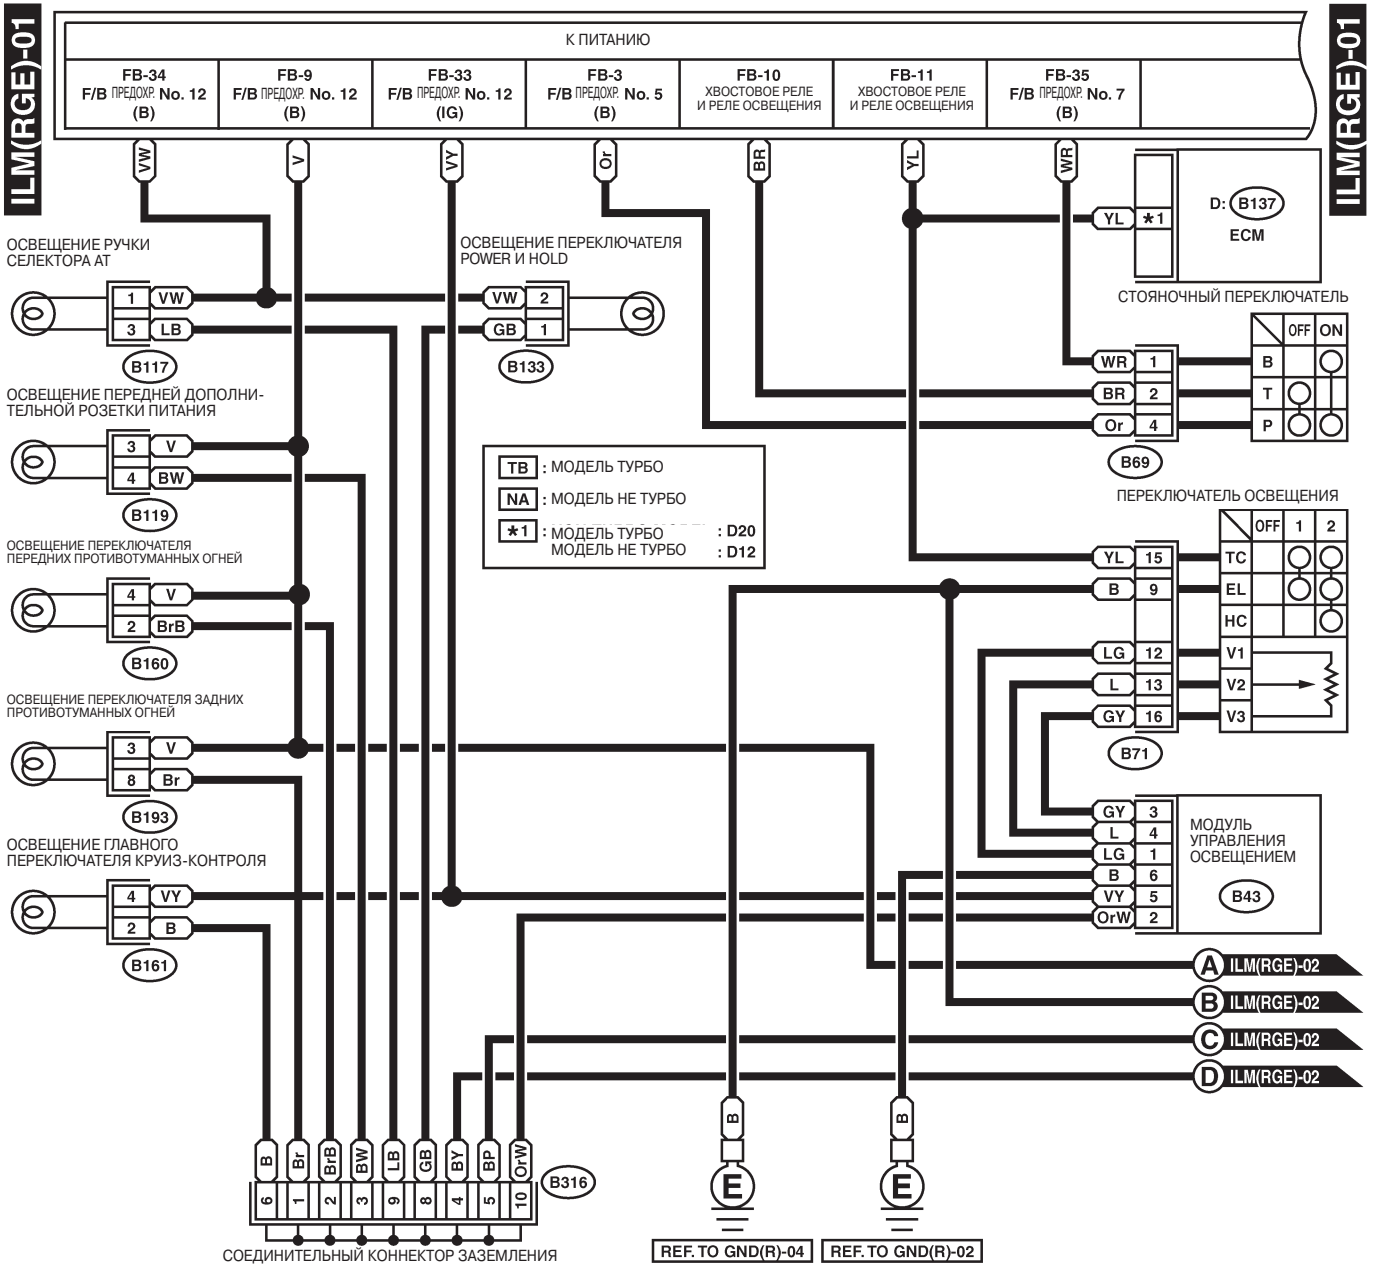 ILM(RGE)-01
ILM(RGE)-01
К ПИТАНИЮ
FB-34
F/B ПРЕДОХР. No. 12
(B)
FB-9
F/B ПРЕДОХР. No. 12
(B)
FB-33
F/B ПРЕДОХР. No. 12
(IG)
FB-3
F/B ПРЕДОХР. No. 5
(B)
FB-10
ХВОСТОВОЕ РЕЛЕ
И РЕЛЕ ОСВЕЩЕНИЯ
FB-11
ХВОСТОВОЕ РЕЛЕ
И РЕЛЕ ОСВЕЩЕНИЯ
FB-35
F/B ПРЕДОХР. No. 7
(B)
VW
V
VY
Or
BR
YL
WR
YL *1
D: B137
ECM
ОСВЕЩЕНИЕ РУЧКИ
СЕЛЕКТОРА АТ
1 VW
3 LB
B117
ОСВЕЩЕНИЕ ПЕРЕКЛЮЧАТЕЛЯ
POWER И HOLD
VW 2
GB 1
B133
СТОЯНОЧНЫЙ ПЕРЕКЛЮЧАТЕЛЬ
OFF ON
WR 1 B
BR 2 T
Or 4 P
B69
ОСВЕЩЕНИЕ ПЕРЕДНЕЙ ДОПОЛНИ-
ТЕЛЬНОЙ РОЗЕТКИ ПИТАНИЯ
3 V
4 BW
B119
TB : МОДЕЛЬ ТУРБО
NA : МОДЕЛЬ НЕ ТУРБО
*1 : МОДЕЛЬ ТУРБО : D20
МОДЕЛЬ НЕ ТУРБО : D12
ПЕРЕКЛЮЧАТЕЛЬ ОСВЕЩЕНИЯ
OFF 1 2
YL 15 TC
B 9 EL
HC
LG 12 V1
L 13 V2
GY 16 V3
B71
ОСВЕЩЕНИЕ ПЕРЕКЛЮЧАТЕЛЯ
ПЕРЕДНИХ ПРОТИВОТУМАННЫХ ОГНЕЙ
4 V
2 BrB
B160
ОСВЕЩЕНИЕ ПЕРЕКЛЮЧАТЕЛЯ ЗАДНИХ
ПРОТИВОТУМАННЫХ ОГНЕЙ
3 V
8 Br
B193
ОСВЕЩЕНИЕ ГЛАВНОГО
ПЕРЕКЛЮЧАТЕЛЯ КРУИЗ-КОНТРОЛЯ
4 VY
2 B
B161
GY 3
L 4
LG 1
B 6
VY 5
OrW 2
МОДУЛЬ
УПРАВЛЕНИЯ
ОСВЕЩЕНИЕМ
B43
A ILM(RGE)-02
B ILM(RGE)-02
C ILM(RGE)-02
D ILM(RGE)-02
B Br BrB BW LB GB BY BP OrW
6 1 2 3 9 8 4 5 10
B316
СОЕДИНИТЕЛЬНЫЙ КОННЕКТОР ЗАЗЕМЛЕНИЯ
B
E
REF. TO GND(R)-04
B
E
REF. TO GND(R)-02